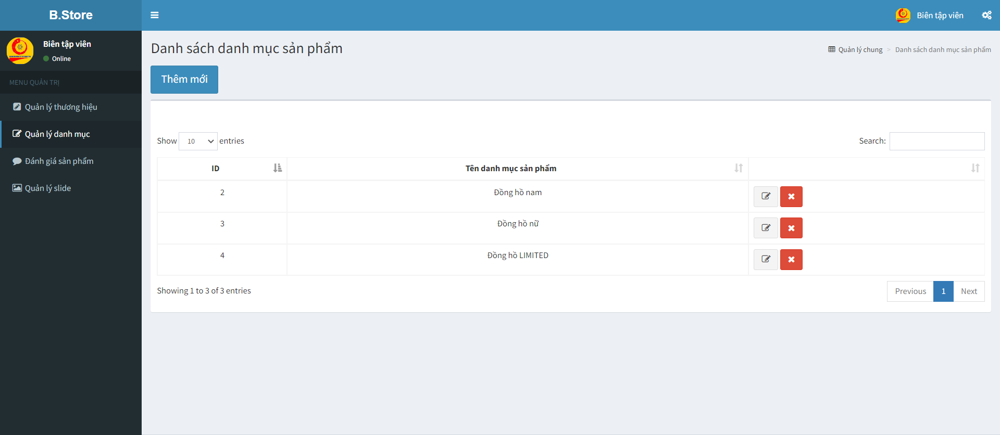 B.Store
Biên tập viên
Biên tập viên
Online
MENU QUẢN TRỊ
Quản lý thương hiệu
Quản lý danh mục
Đánh giá sản phẩm
Quản lý slide
Danh sách danh mục sản phẩm
Quản lý chung > Danh sách danh mục sản phẩm
Thêm mới
Show 10 entries
Search:
ID Tên danh mục sản phẩm
2 Đồng hồ nam
3 Đồng hồ nữ
4 Đồng hồ LIMITED
Showing 1 to 3 of 3 entries
Previous 1 Next